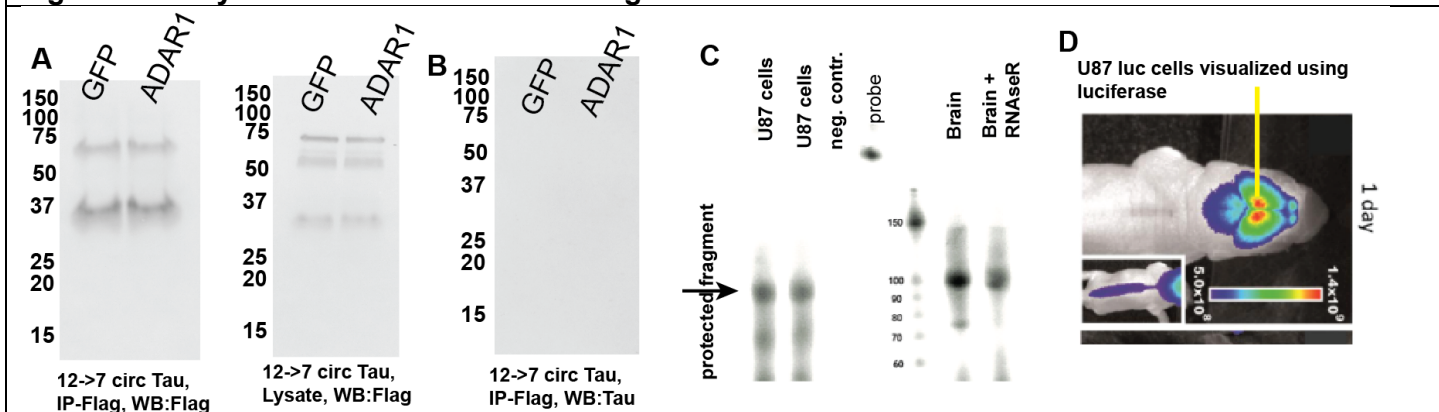 A
GFP
ADAR1
150
100
75
50
37
25
20
15
12->7 circ Tau,
IP-Flag, WB:Flag
GFP
ADAR1
150
100
75
50
37
25
20
15
12->7 circ Tau,
Lysate, WB:Flag
B
GFP
ADAR1
150
100
75
50
37
25
20
15
12->7 circ Tau,
IP-Flag, WB:Tau
C
U87 cells
U87 cells
neg. contr.
probe
Brain
Brain +
RNAseR
protected fragment
150
100
90
80
70
60
D
U87 luc cells visualized using
luciferase
1 day
5.0x10⁸
1.4x10⁹